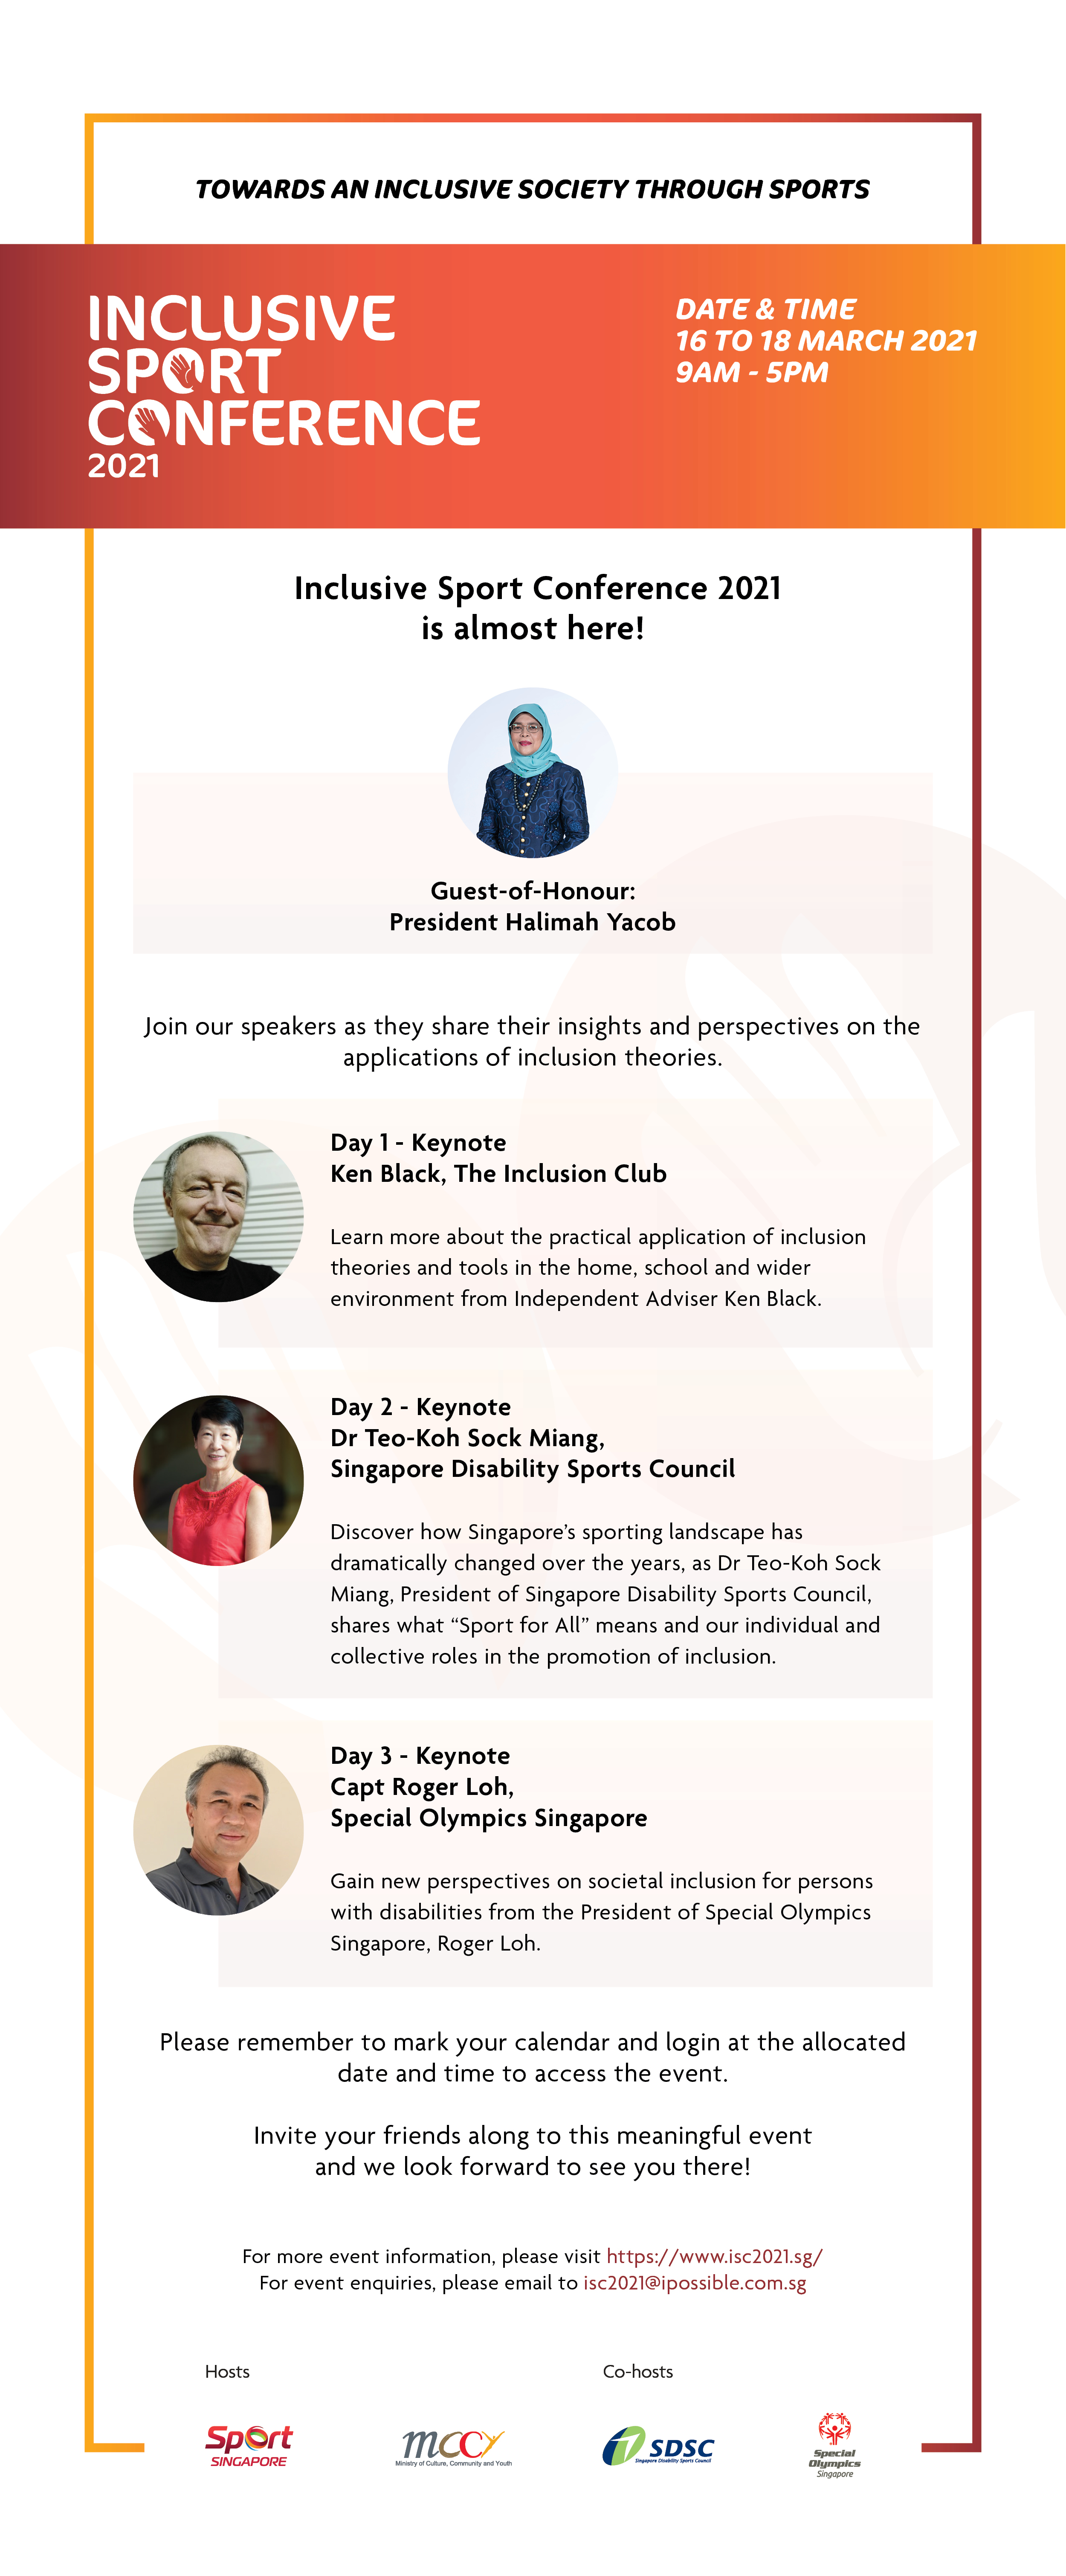 TOWARDS AN INCLUSIVE SOCIETY THROUGH SPORTS
INCLUSIVE
SPORT
CONFERENCE
2021
DATE & TIME
16 TO 18 MARCH 2021
9AM - 5PM
Inclusive Sport Conference 2021
is almost here!
Guest-of-Honour:
President Halimah Yacob
Join our speakers as they share their insights and perspectives on the
applications of inclusion theories.
Day 1 - Keynote
Ken Black, The Inclusion Club
Learn more about the practical application of inclusion
theories and tools in the home, school and wider
environment from Independent Adviser Ken Black.
Day 2 - Keynote
Dr Teo-Koh Sock Miang,
Singapore Disability Sports Council
Discover how Singapore’s sporting landscape has
dramatically changed over the years, as Dr Teo-Koh Sock
Miang, President of Singapore Disability Sports Council,
shares what “Sport for All” means and our individual and
collective roles in the promotion of inclusion.
Day 3 - Keynote
Capt Roger Loh,
Special Olympics Singapore
Gain new perspectives on societal inclusion for persons
with disabilities from the President of Special Olympics
Singapore, Roger Loh.
Please remember to mark your calendar and login at the allocated
date and time to access the event.
Invite your friends along to this meaningful event
and we look forward to see you there!
For more event information, please visit https://www.isc2021.sg/
For event enquiries, please email to isc2021@ipossible.com.sg
Hosts
Co-hosts
Sport
SINGAPORE
mccy
Ministry of Culture, Community and Youth
SDSC
Singapore Disability Sports Council
Special
Olympics
Singapore